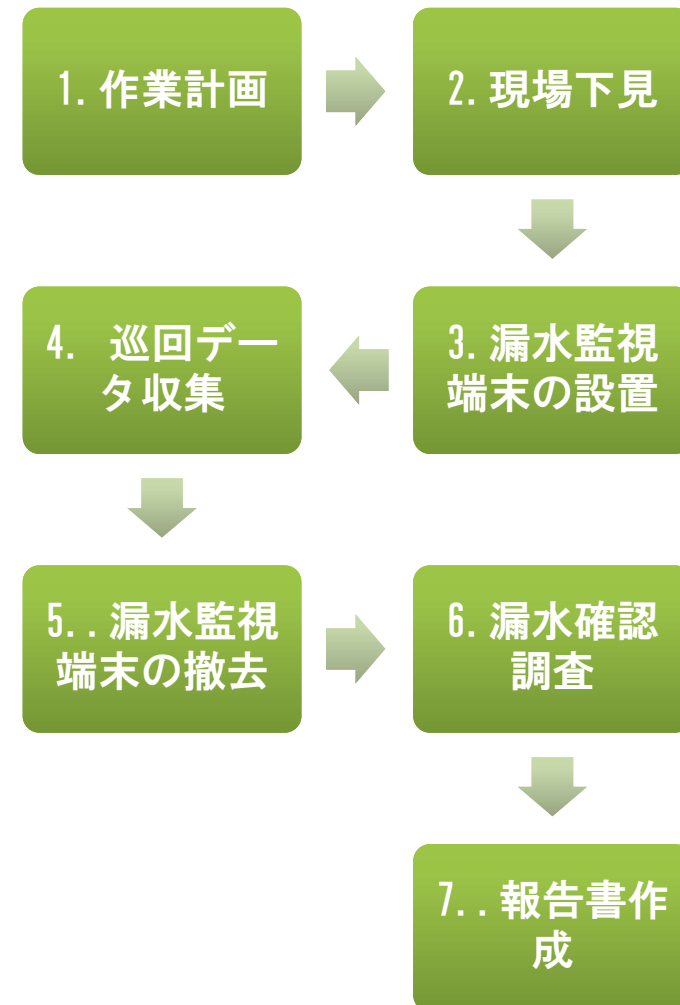 1.作業計画
2.現場下見
3.漏水監視
端末の設置
4. 巡回デー
タ収集
5..漏水監視
端末の撤去
6.漏水確認
調査
7..報告書作
成